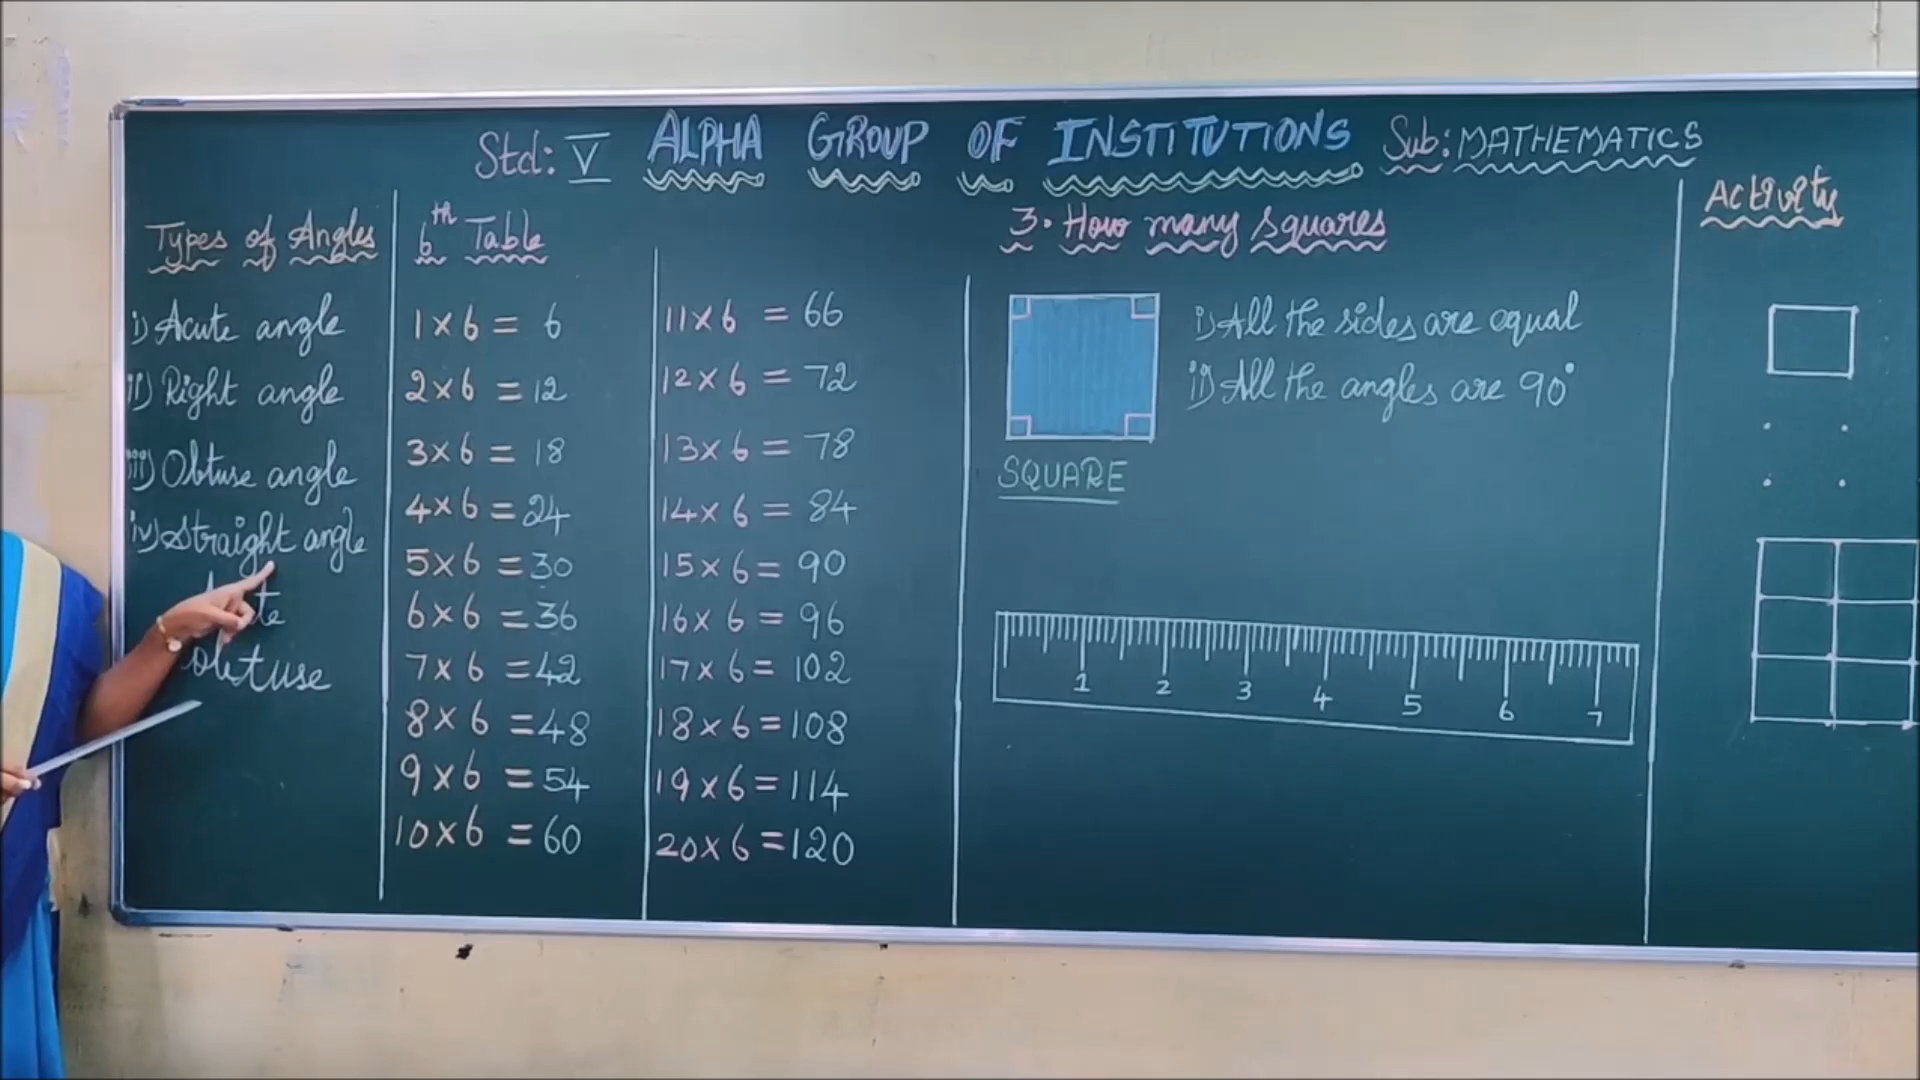 Std: V ALPHA GROUP OF INSTITUTIONS Sub: MATHEMATICS
Types of Angles
i) Acute angle
ii) Right angle
iii) Obtuse angle
iv) Straight angle
obtuse
6th Table
1 × 6 = 6
2 × 6 = 12
3 × 6 = 18
4 × 6 = 24
5 × 6 = 30
6 × 6 = 36
7 × 6 = 42
8 × 6 = 48
9 × 6 = 54
10 × 6 = 60
11 × 6 = 66
12 × 6 = 72
13 × 6 = 78
14 × 6 = 84
15 × 6 = 90
16 × 6 = 96
17 × 6 = 102
18 × 6 = 108
19 × 6 = 114
20 × 6 = 120
3. How many squares
i) All the sides are equal
ii) All the angles are 90°
SQUARE
1 2 3 4 5 6 7
Activity